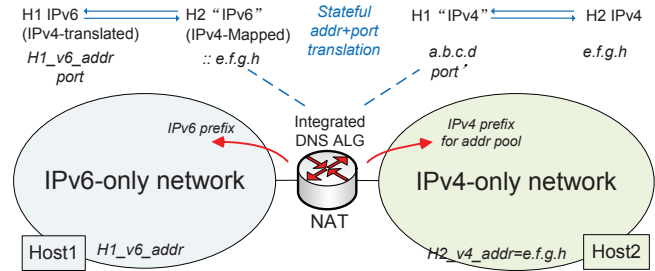 H1 IPv6
(IPv4-translated)
H1_v6_addr
port
H2 “IPv6”
(IPv4-Mapped)
:: e.f.g.h
Stateful
addr+port
translation
H1 “IPv4”
a.b.c.d
port’
H2 IPv4
e.f.g.h
Integrated
DNS ALG
IPv6 prefix
IPv4 prefix
for addr pool
IPv6-only network
IPv4-only network
NAT
Host1
H1_v6_addr
H2_v4_addr=e.f.g.h
Host2